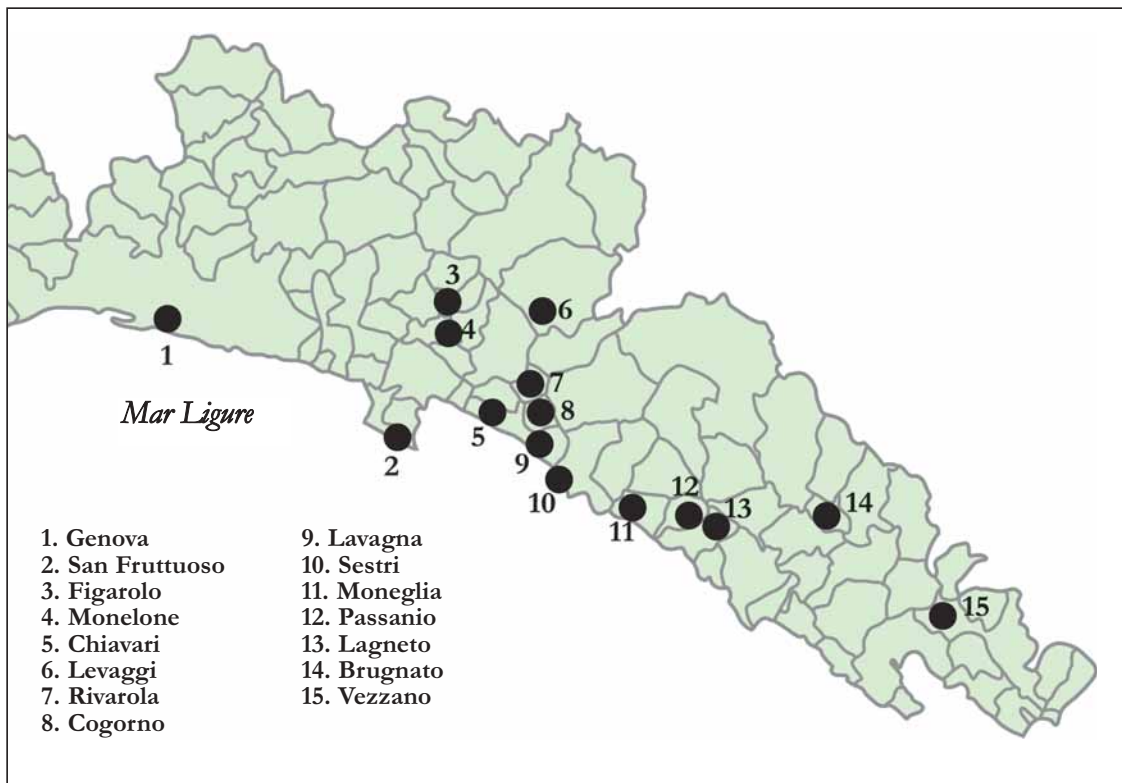 3
6
4
1
7
Mar Ligure
8
5
2
9
10
12
13
14
11
15
1. Genova
2. San Fruttuoso
3. Figarolo
4. Monelone
5. Chiavari
6. Levaggi
7. Rivarola
8. Cogorno
9. Lavagna
10. Sestri
11. Moneglia
12. Passanio
13. Lagneto
14. Brugnato
15. Vezzano